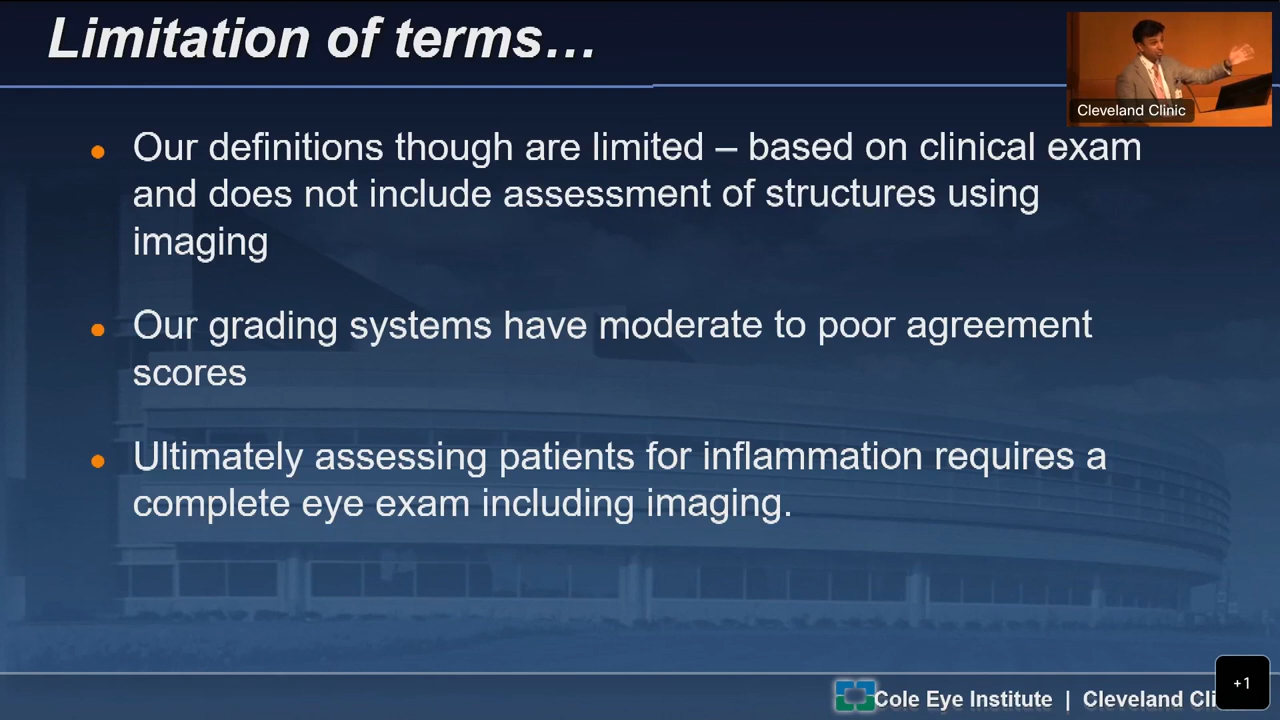 Limitation of terms...
Cleveland Clinic
Our definitions though are limited – based on clinical exam
and does not include assessment of structures using
imaging
Our grading systems have moderate to poor agreement
scores
Ultimately assessing patients for inflammation requires a
complete eye exam including imaging.
Cole Eye Institute | Cleveland Cli
+1